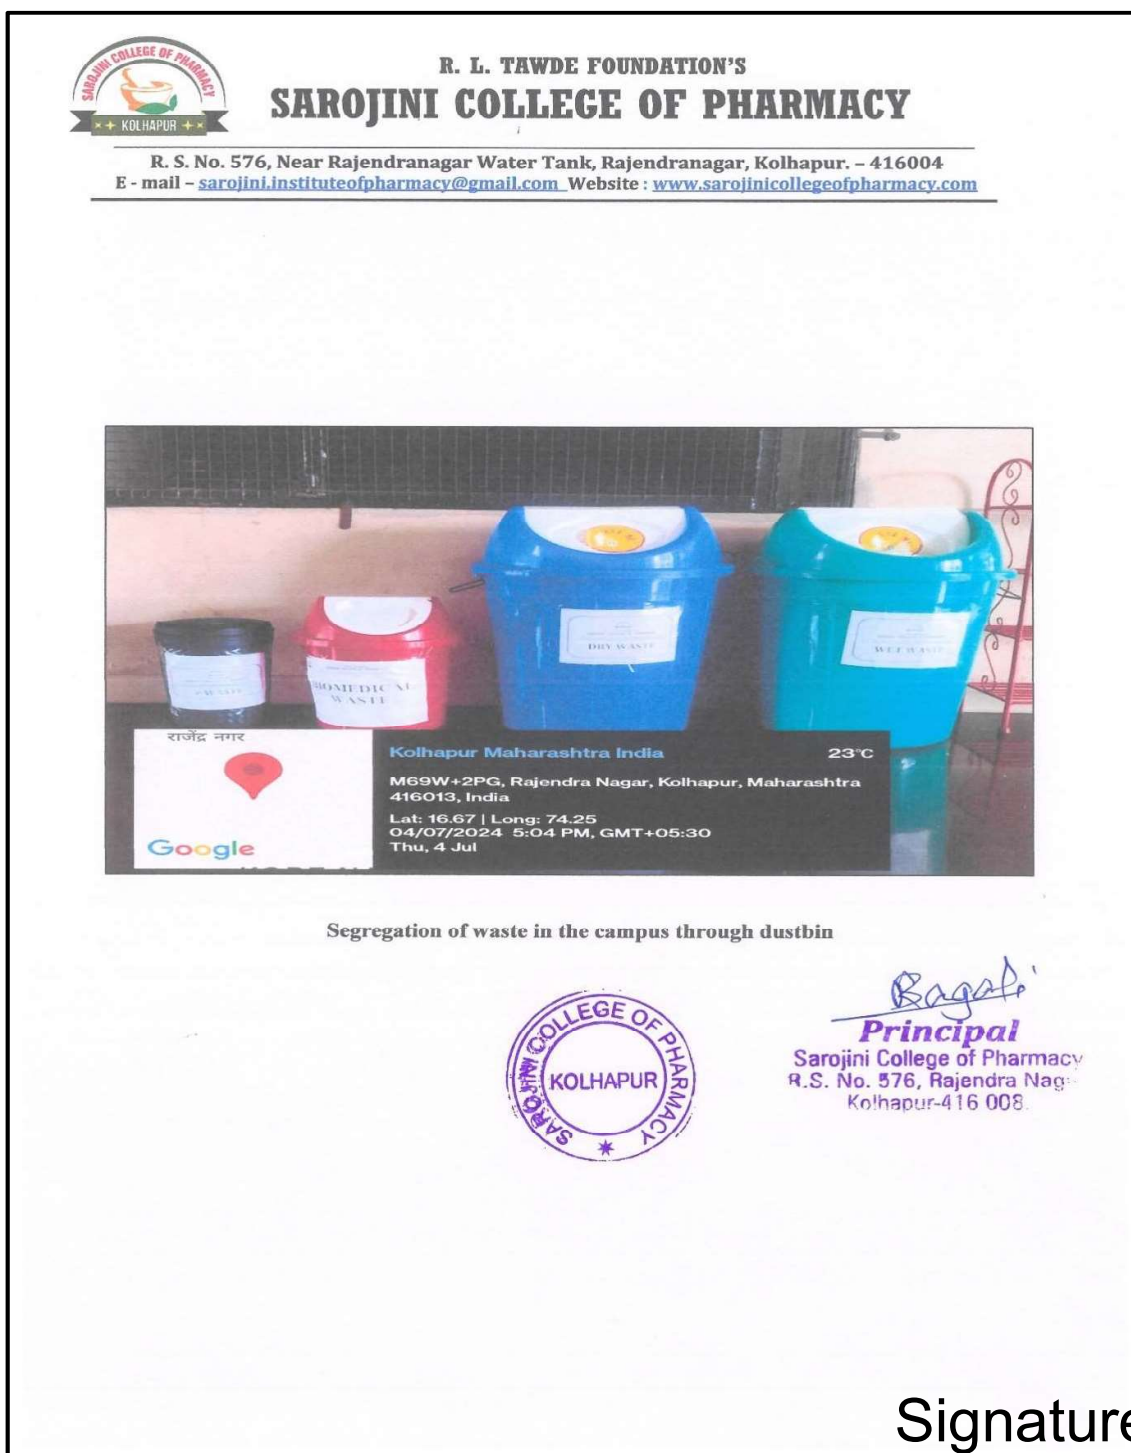 SAROJINI COLLEGE OF PHARMACY
KOLHAPUR
R. L. TAWDE FOUNDATION'S
SAROJINI COLLEGE OF PHARMACY
R. S. No. 576, Near Rajendranagar Water Tank, Rajendranagar, Kolhapur. – 416004
E - mail – sarojini.instituteofpharmacy@gmail.com Website : www.sarojinicollegeofpharmacy.com
E-WASTE
BIOMEDICAL
WASTE
DRY WASTE
WET WASTE
राजेंद्र नगर
Google
Kolhapur Maharashtra India
23°C
M69W+2PG, Rajendra Nagar, Kolhapur, Maharashtra
416013, India
Lat: 16.67 | Long: 74.25
04/07/2024 5:04 PM, GMT+05:30
Thu, 4 Jul
Segregation of waste in the campus through dustbin
SAROJINI COLLEGE OF PHARMACY
KOLHAPUR
Bagali
Principal
Sarojini College of Pharmacy
R.S. No. 576, Rajendra Nag
Kolhapur-416 008.
Signature